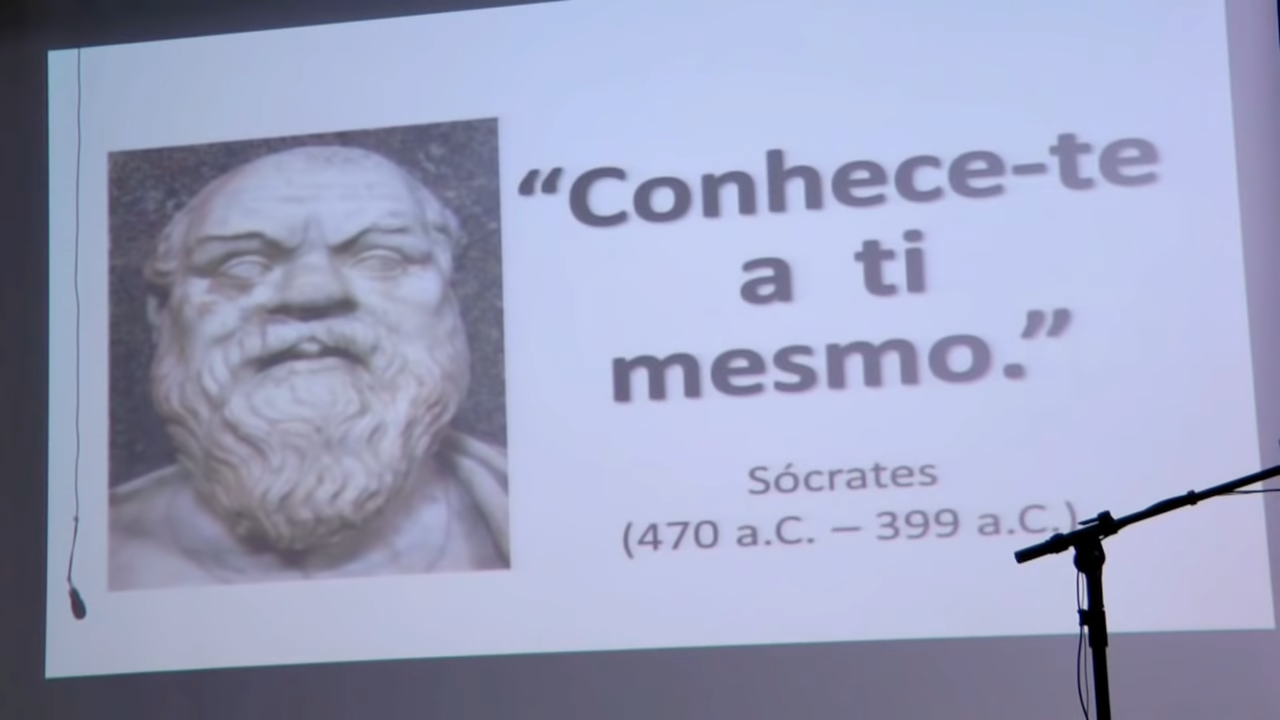 “Conhece-te
a ti
mesmo.”
Sócrates
(470 a.C. – 399 a.C.)